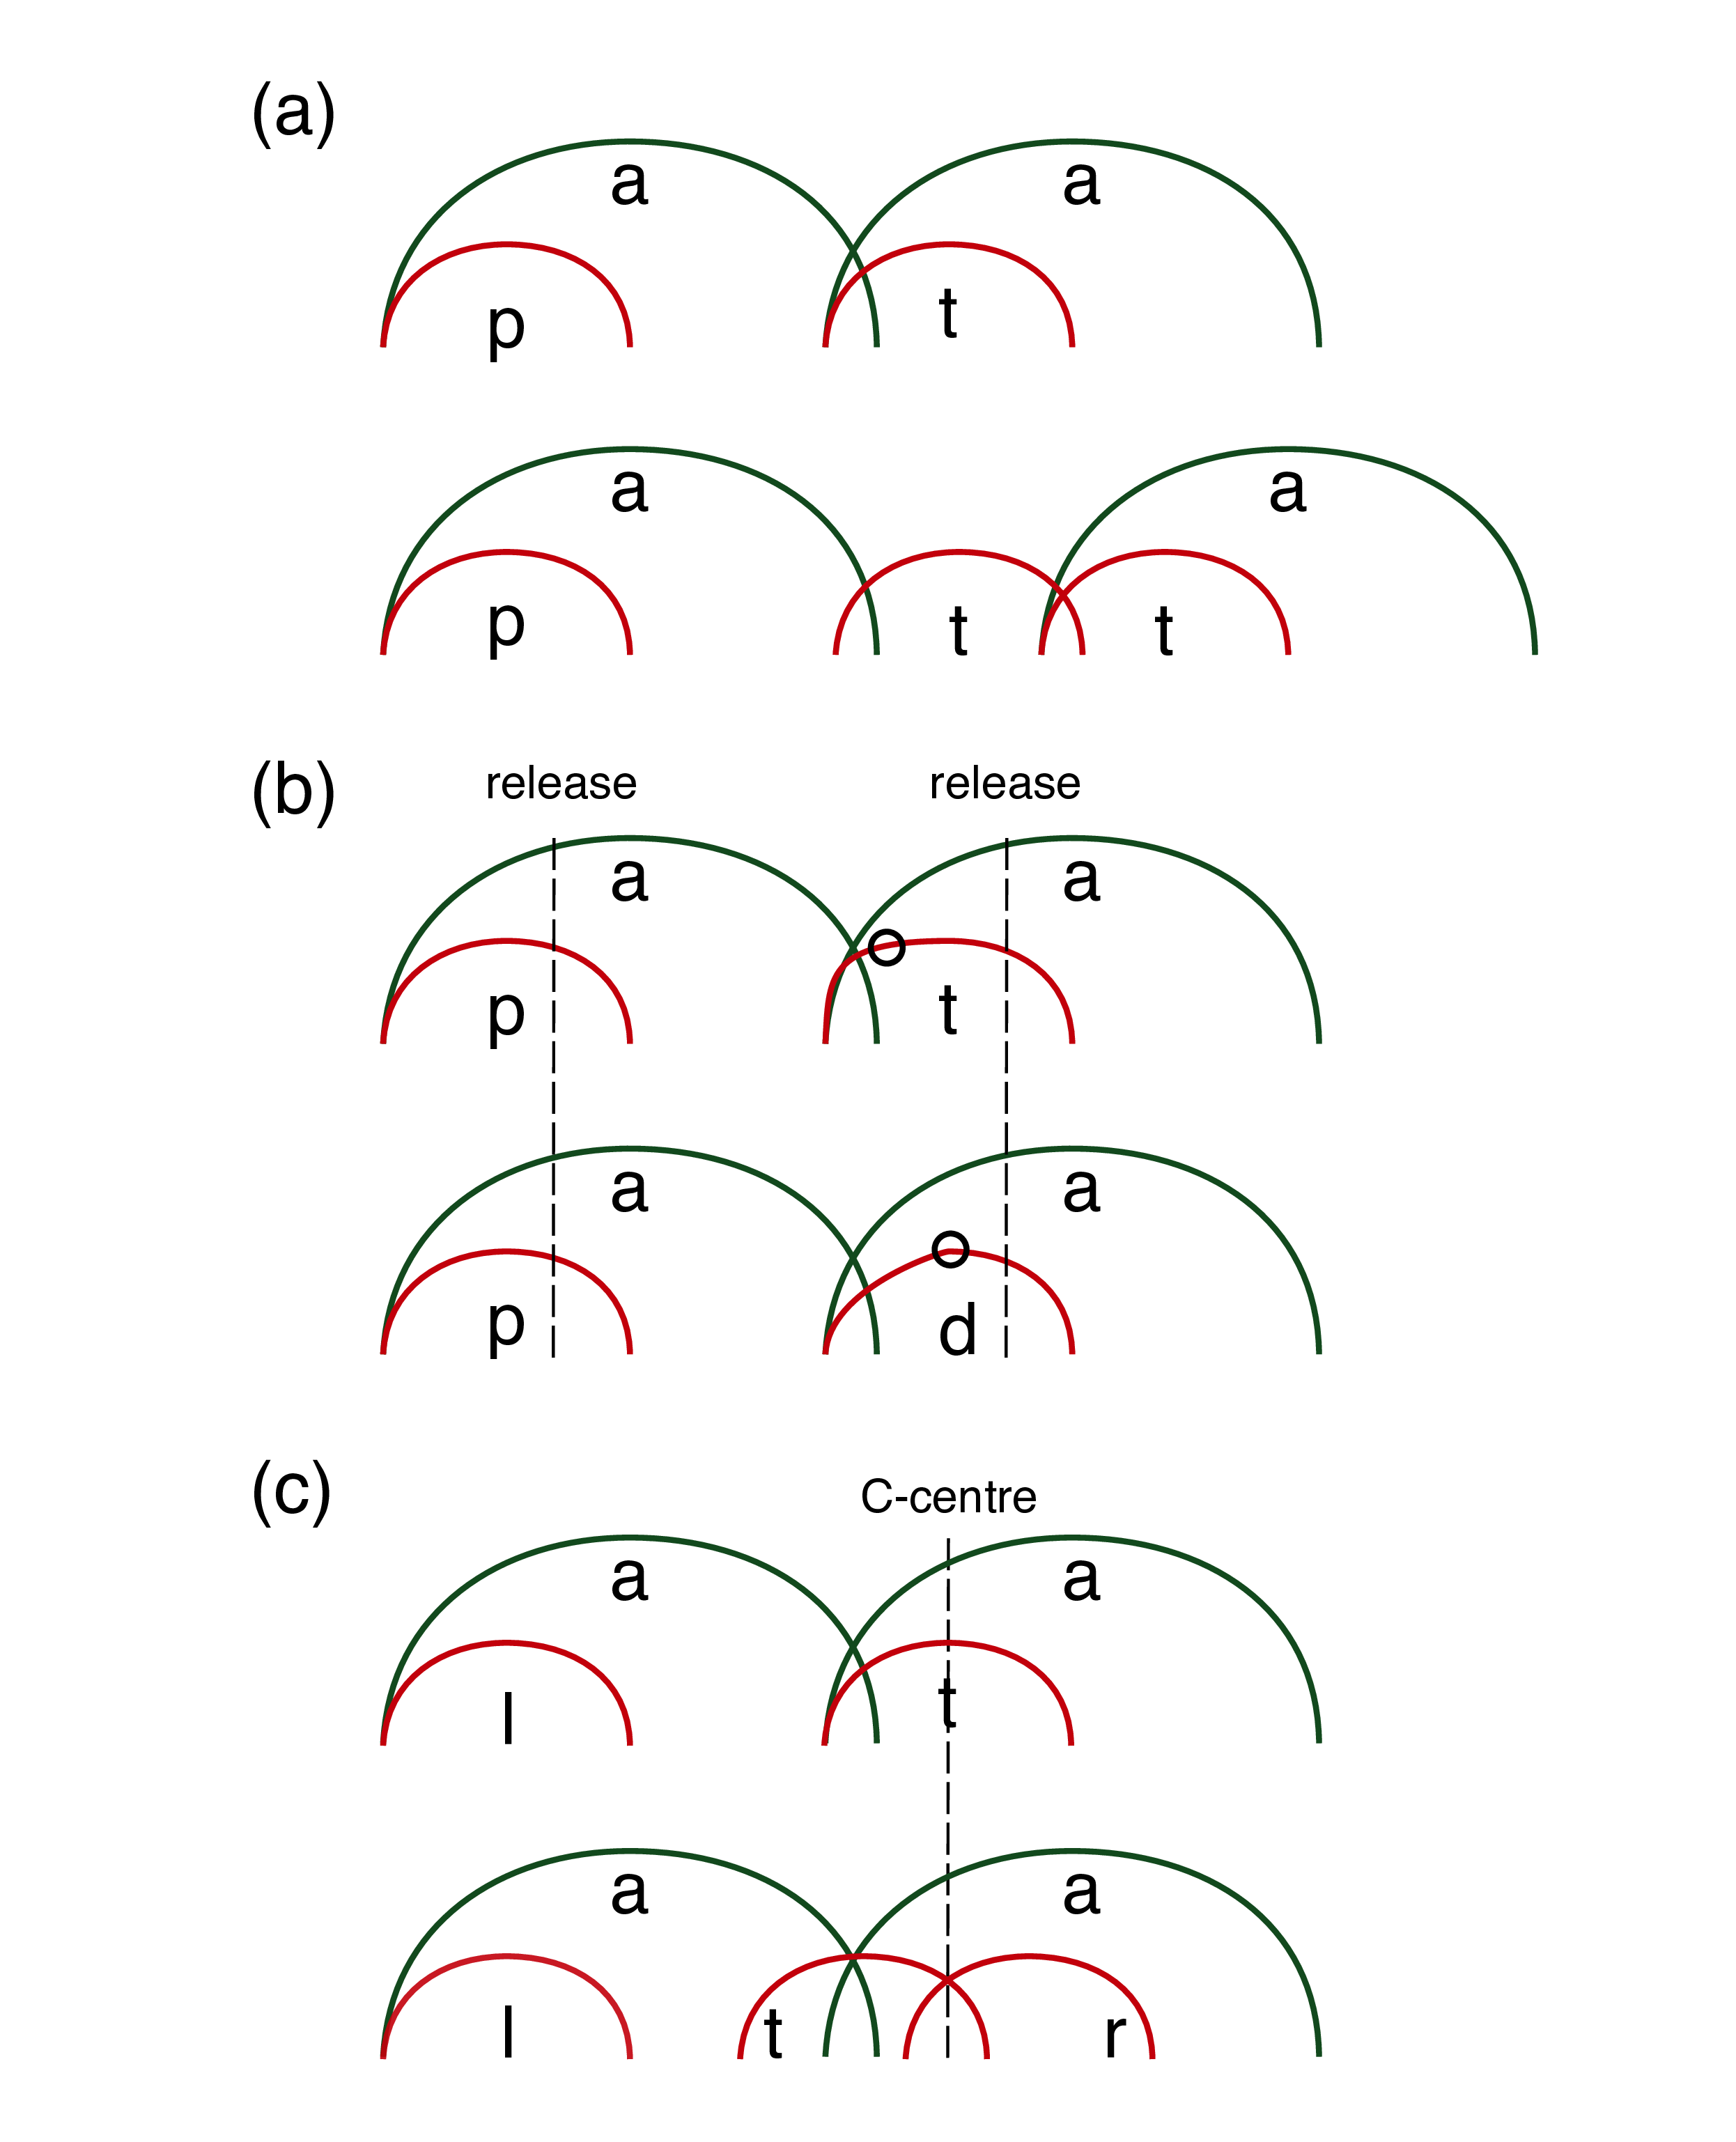 (a)
a a
p t
a a
p t t
(b)
release release
a a
p t
a a
p d
(c)
C-centre
a a
l t
a a
l t r